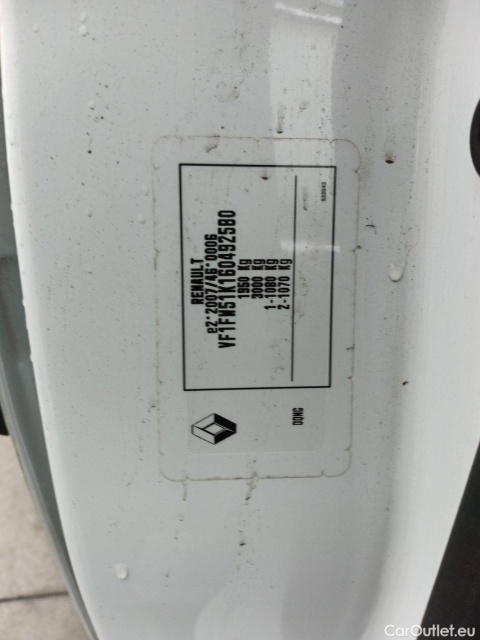 RENAULT
e2*2007/46*0006
VF1FW51K160492580
1950 Kg
3000 Kg
1-1080 Kg
2-1070 Kg
CarOutlet.eu